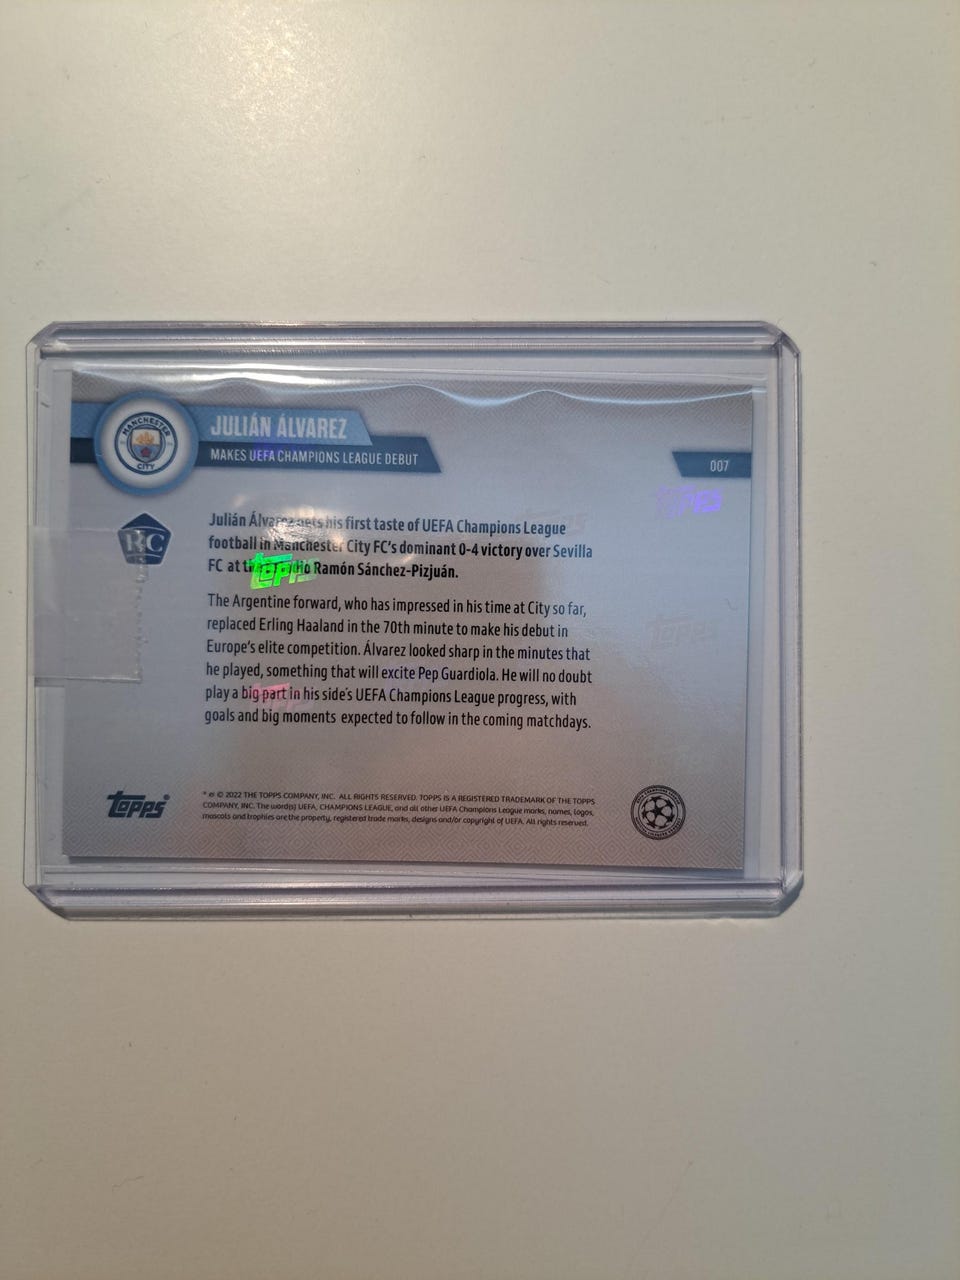 MANCHESTER
CITY
JULIÁN ÁLVAREZ
MAKES UEFA CHAMPIONS LEAGUE DEBUT
007
RC
Julián Álvarez gets his first taste of UEFA Champions League
football in Manchester City FC's dominant 0-4 victory over Sevilla
FC at Ramón Sánchez-Pizjuán.
The Argentine forward, who has impressed in his time at City so far,
replaced Erling Haaland in the 70th minute to make his debut in
Europe's elite competition. Álvarez looked sharp in the minutes that
he played, something that will excite Pep Guardiola. He will no doubt
play a big part in his side's UEFA Champions League progress, with
goals and big moments expected to follow in the coming matchdays.
Topps®
* ® © 2022 THE TOPPS COMPANY, INC. ALL RIGHTS RESERVED. TOPPS IS A REGISTERED TRADEMARK OF THE TOPPS
COMPANY, INC. The word(s) UEFA, CHAMPIONS LEAGUE, and all other UEFA Champions League marks, names, logos,
mascots and trophies are the property, registered trade marks, designs and/or copyright of UEFA. All rights reserved.
Topps
Topps
Topps
Topps